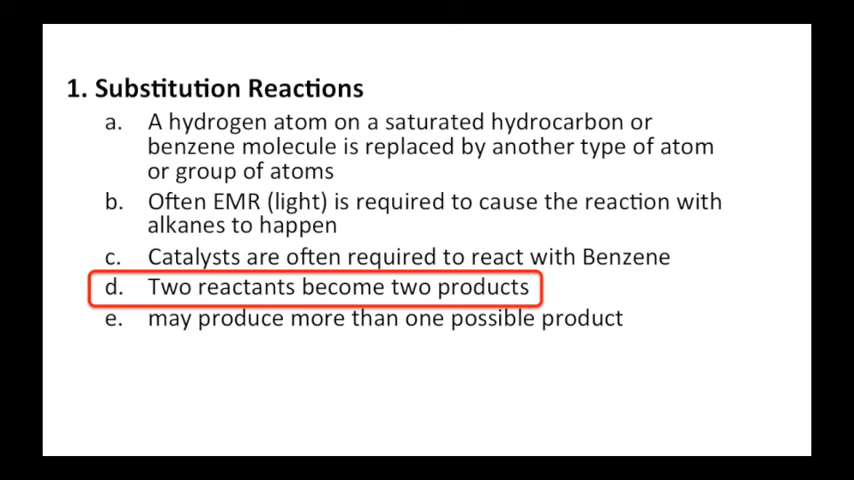 1. Substitution Reactions
a. A hydrogen atom on a saturated hydrocarbon or
benzene molecule is replaced by another type of atom
or group of atoms
b. Often EMR (light) is required to cause the reaction with
alkanes to happen
c. Catalysts are often required to react with Benzene
d. Two reactants become two products
e. may produce more than one possible product